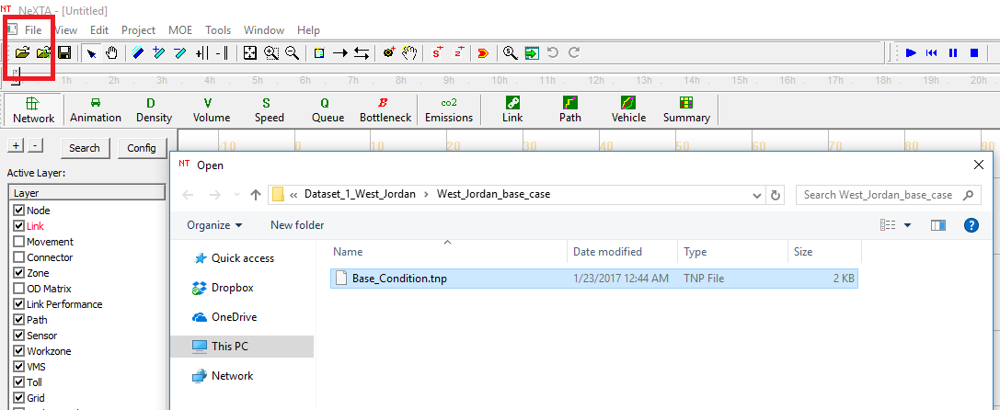 NT NeXTA - [Untitled]
File View Edit Project MOE Tools Window Help
1h 2h 3h 4h 5h 6h 7h 8h 9h 10h 11h 12h 13h 14h 15h 16h 17h 18h 19h 20h
Network Animation Density Volume Speed Queue Bottleneck Emissions Link Path Vehicle Summary
D V S Q B co2
+ - Search Config
-10 0 10 20 30 40 50 60 70 80 90
Active Layer:
Layer
Node
Link
Movement
Connector
Zone
OD Matrix
Link Performance
Path
Sensor
Workzone
VMS
Toll
Grid
NT Open
« Dataset_1_West_Jordan > West_Jordan_base_case
Search West_Jordan_base_case
Organize New folder
Quick access
Dropbox
OneDrive
This PC
Network
Name Date modified Type Size
Base_Condition.tnp 1/23/2017 12:44 AM TNP File 2 KB